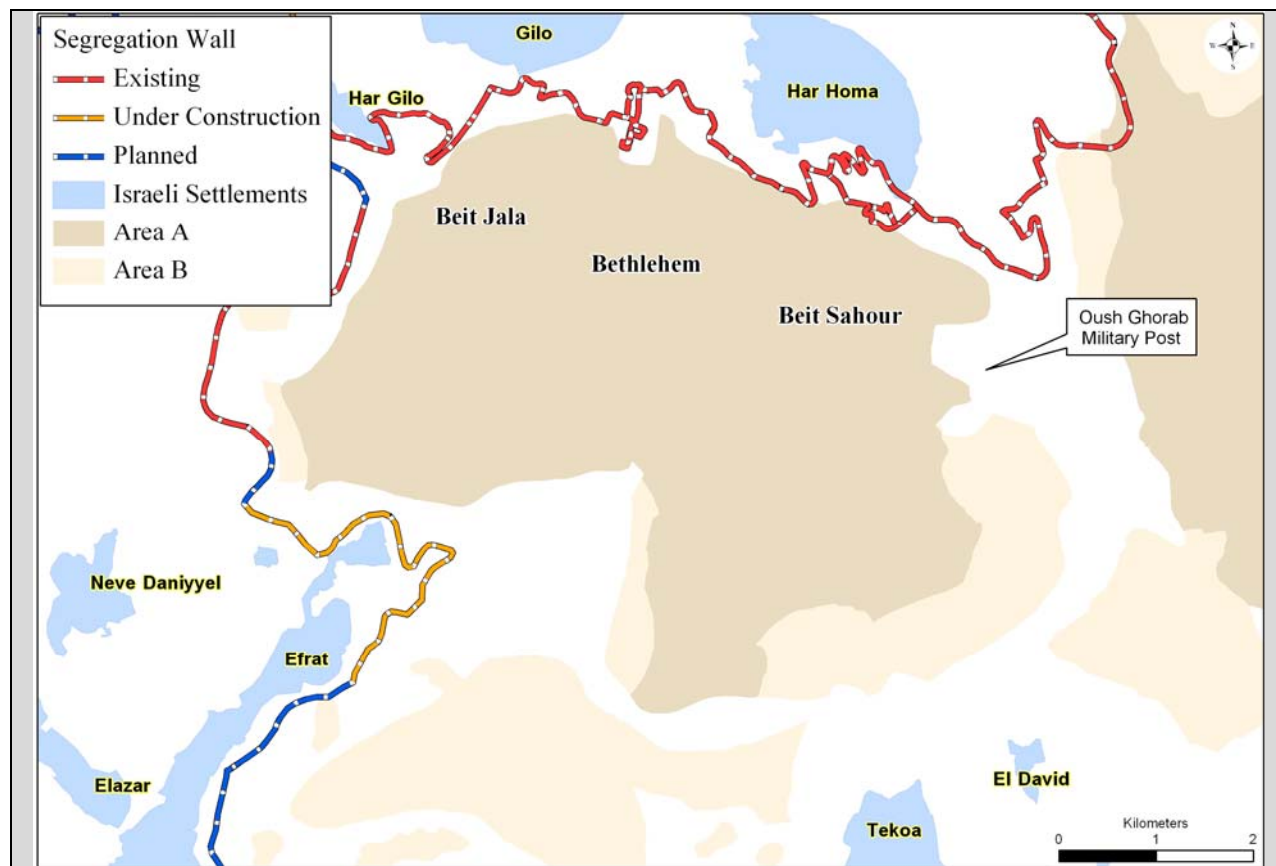 Segregation Wall
Existing
Under Construction
Planned
Israeli Settlements
Area A
Area B
Gilo
Har Gilo
Har Homa
N
W E
S
Beit Jala
Bethlehem
Beit Sahour
Oush Ghorab
Military Post
Neve Daniyyel
Efrat
Elazar
El David
Tekoa
Kilometers
0 1 2